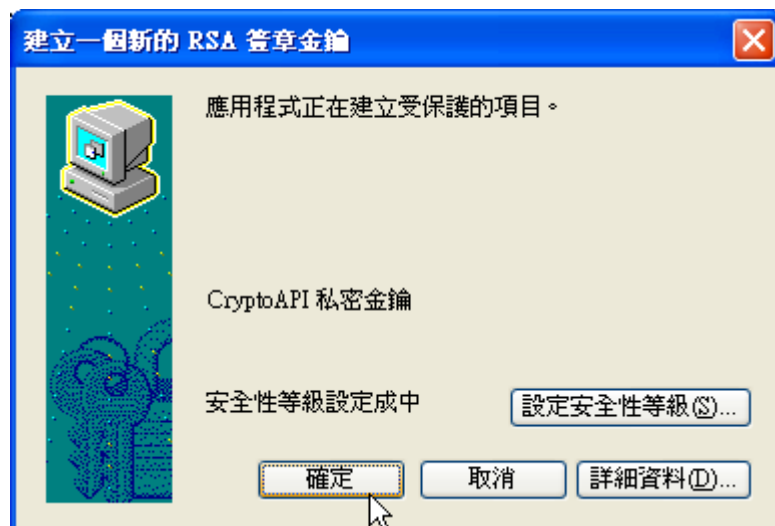 建立一個新的 RSA 簽章金鑰
應用程式正在建立受保護的項目。
CryptoAPI 私密金鑰
安全性等級設定成中
設定安全性等級(S)...
確定
取消
詳細資料(D)...